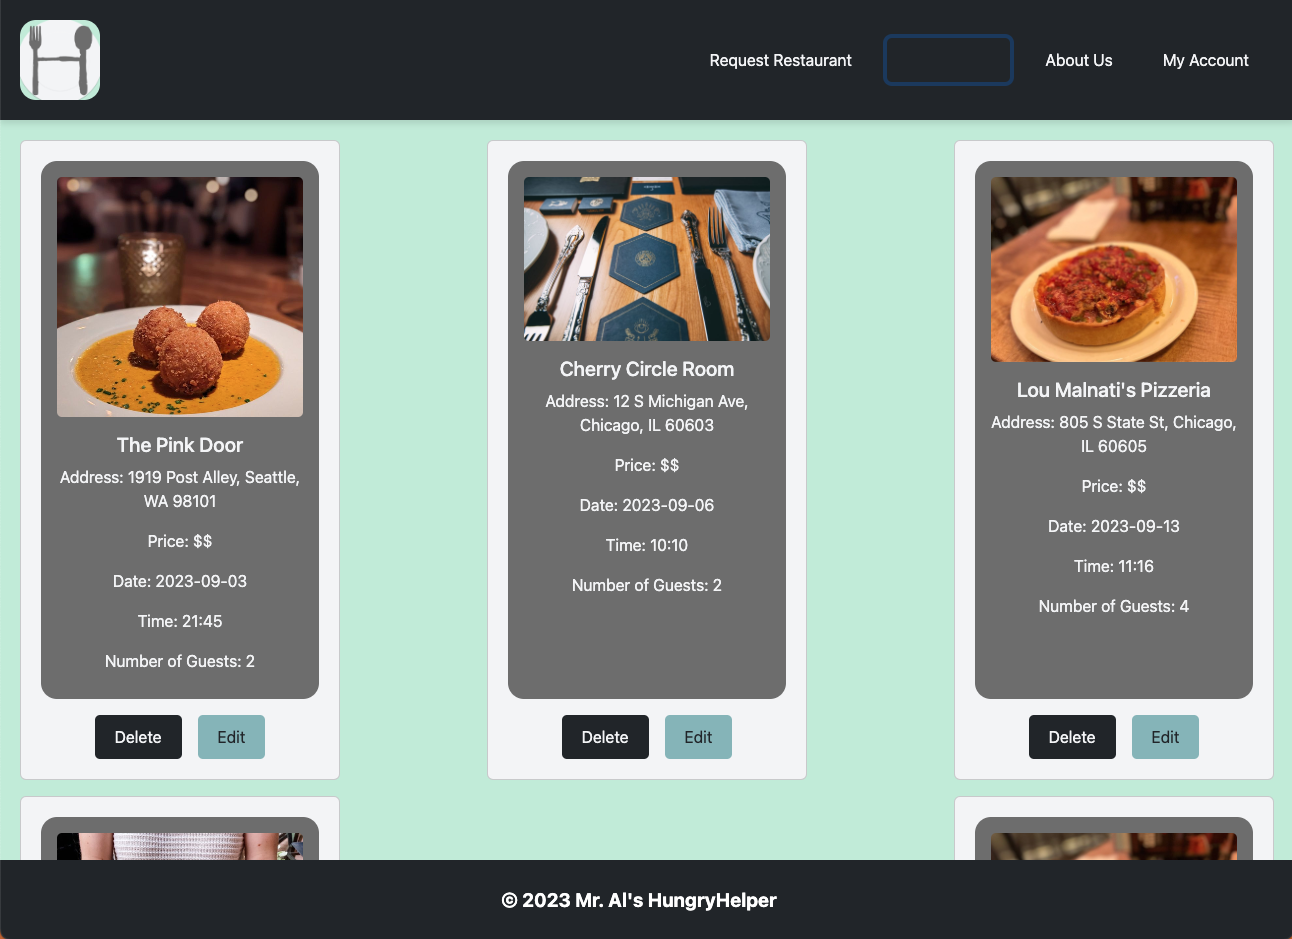 Request Restaurant
About Us
My Account
The Pink Door
Address: 1919 Post Alley, Seattle,
WA 98101
Price: $$
Date: 2023-09-03
Time: 21:45
Number of Guests: 2
Delete
Edit
Cherry Circle Room
Address: 12 S Michigan Ave,
Chicago, IL 60603
Price: $$
Date: 2023-09-06
Time: 10:10
Number of Guests: 2
Delete
Edit
Lou Malnati's Pizzeria
Address: 805 S State St, Chicago,
IL 60605
Price: $$
Date: 2023-09-13
Time: 11:16
Number of Guests: 4
Delete
Edit
© 2023 Mr. Al's HungryHelper